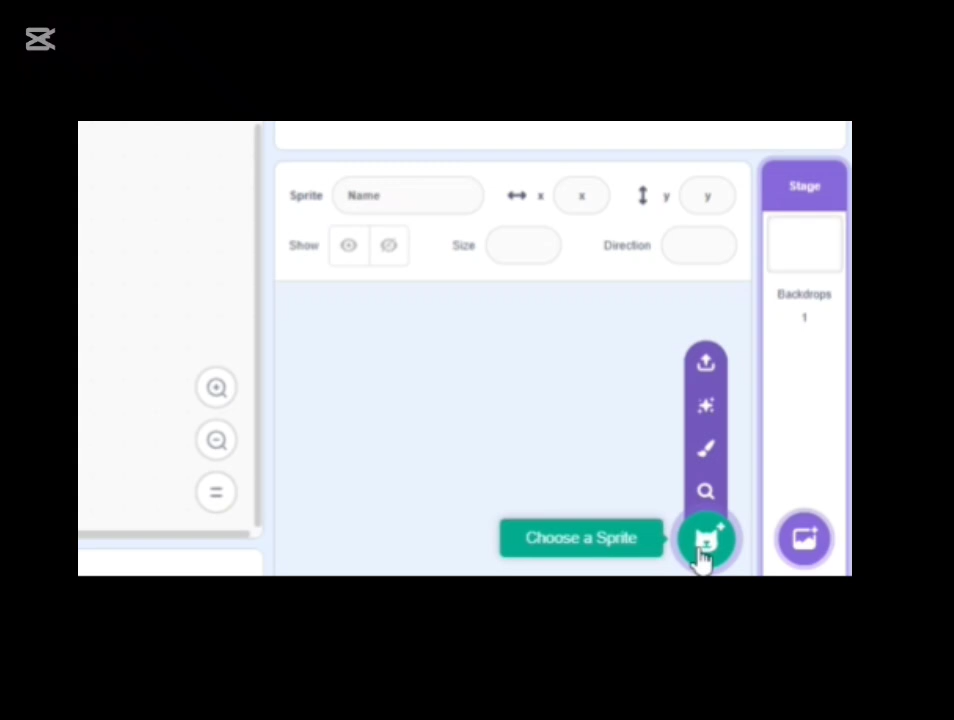 Sprite Name x x y y
Show Size Direction
Stage
Backdrops
1
Choose a Sprite